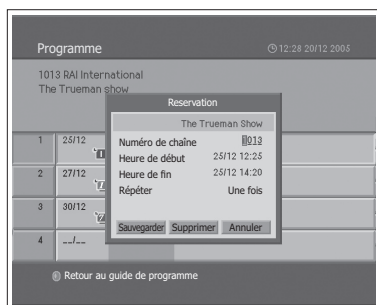 Programme
12:28 20/12 2005
1013 RAI International
The Trueman show
Reservation
The Trueman Show
Numéro de chaîne 1013
Heure de début 25/12 12:25
Heure de fin 25/12 14:20
Répéter Une fois
Sauvegarder Supprimer Annuler
1 25/12
2 27/12
3 30/12
4 --/--
Retour au guide de programme